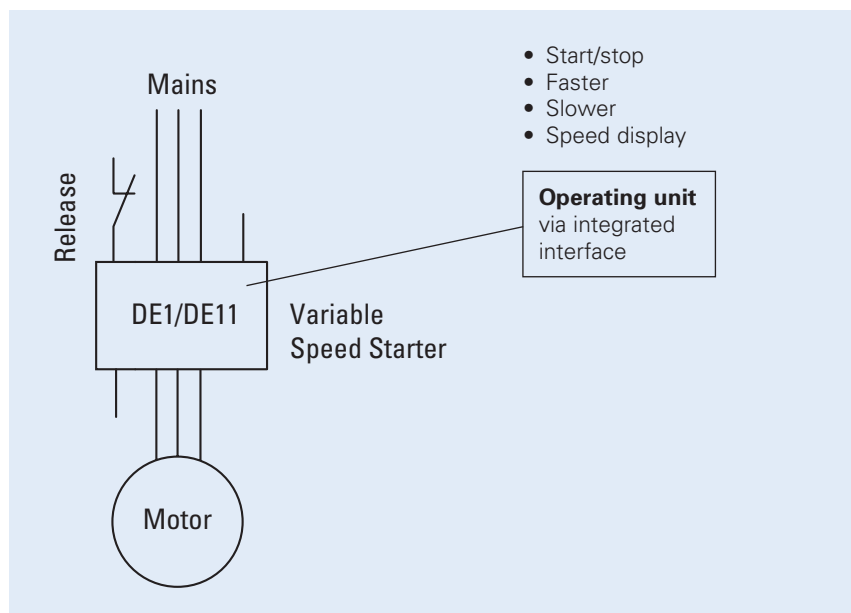 Mains
• Start/stop
• Faster
• Slower
• Speed display
Release
Operating unit
via integrated
interface
DE1/DE11
Variable
Speed Starter
Motor